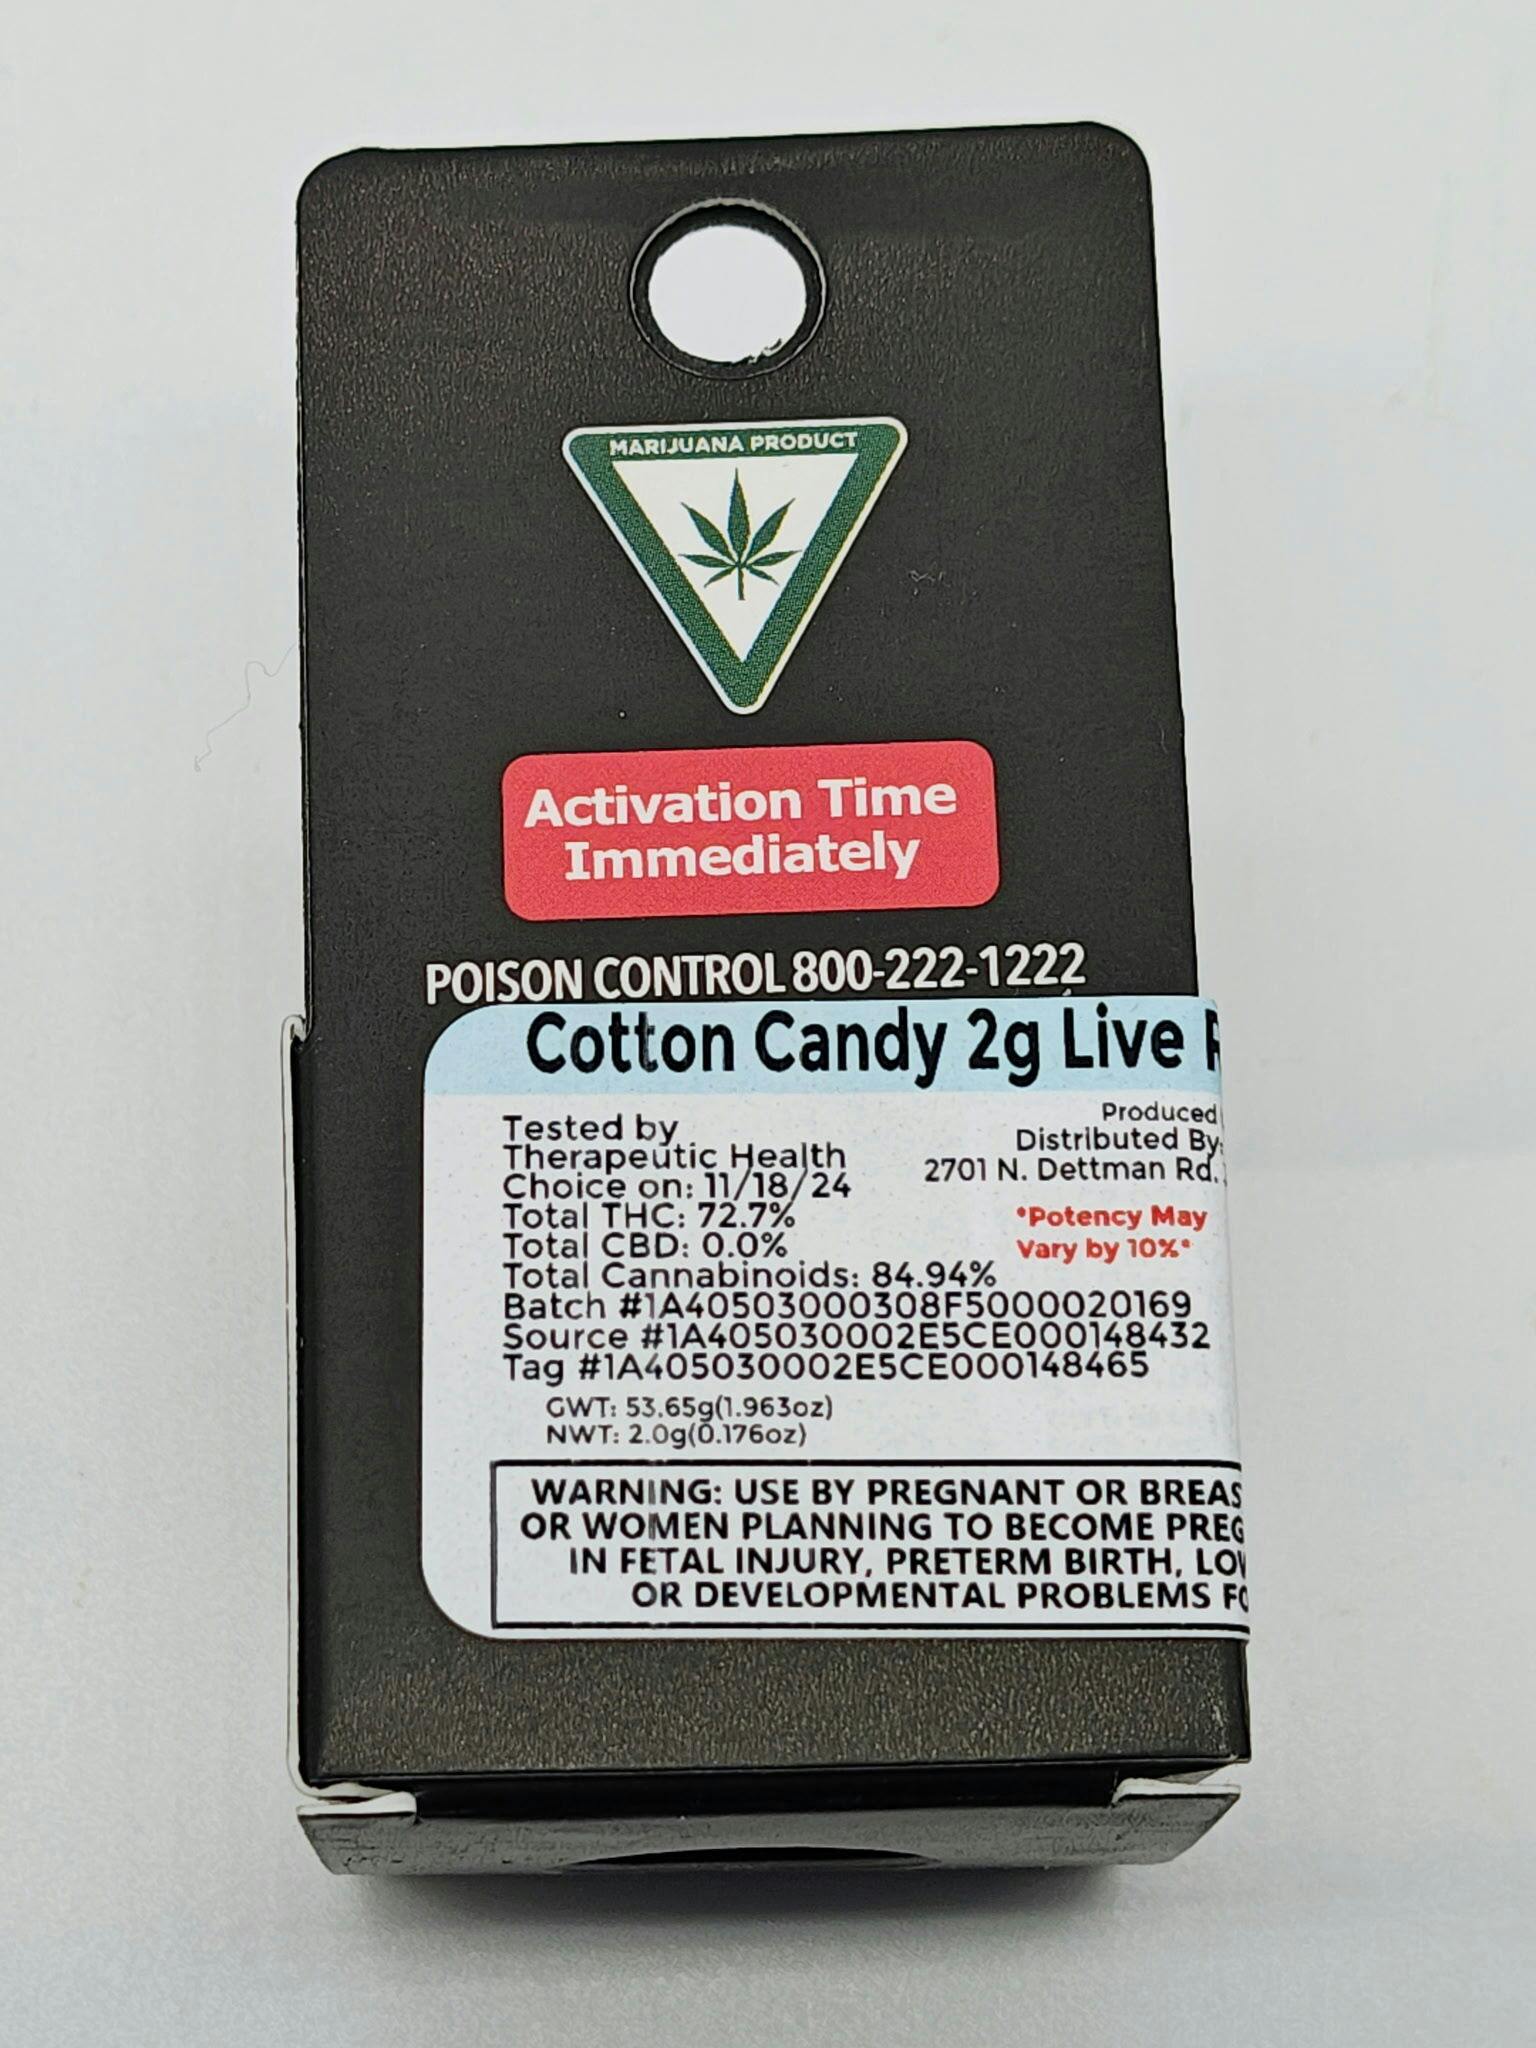 MARIJUANA PRODUCT
Activation Time
Immediately
POISON CONTROL 800-222-1222
Cotton Candy 2g Live
Tested by
Therapeutic Health
Choice on: 11/18/24
Total THC: 72.7%
Total CBD: 0.0%
Total Cannabinoids: 84.94%
Batch #1A40503000308F5000020169
Source #1A405030002E5CE000148432
Tag #1A405030002E5CE000148465
GWT: 53.65g(1.963oz)
NWT: 2.0g(0.176oz)
Produced
Distributed By:
2701 N. Dettman Rd.
*Potency May
Vary by 10%*
WARNING: USE BY PREGNANT OR BREAS
OR WOMEN PLANNING TO BECOME PREG
IN FETAL INJURY, PRETERM BIRTH, LOW
OR DEVELOPMENTAL PROBLEMS FO